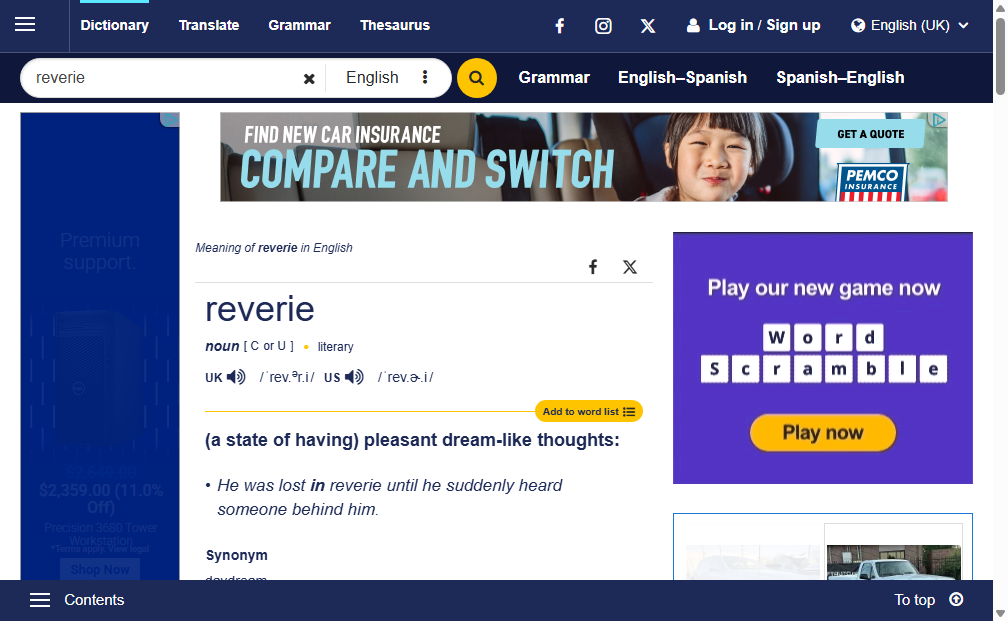 Dictionary Translate Grammar Thesaurus Log in / Sign up English (UK)
reverie English Grammar English–Spanish Spanish–English
FIND NEW CAR INSURANCE
COMPARE AND SWITCH
GET A QUOTE
PEMCO
INSURANCE
Premium
support.
$2,359.00 (11.0%
Off)
Precision 3680 Tower
Workstation
*Terms apply. View legal
Shop Now
Meaning of reverie in English
reverie
noun [ C or U ] • literary
UK /ˈrev.ᵊr.i/ US /ˈrev.ɚ.i/
Add to word list
(a state of having) pleasant dream-like thoughts:
• He was lost in reverie until he suddenly heard
someone behind him.
Synonym
daydream
Play our new game now
Word
Scramble
Play now
Contents To top